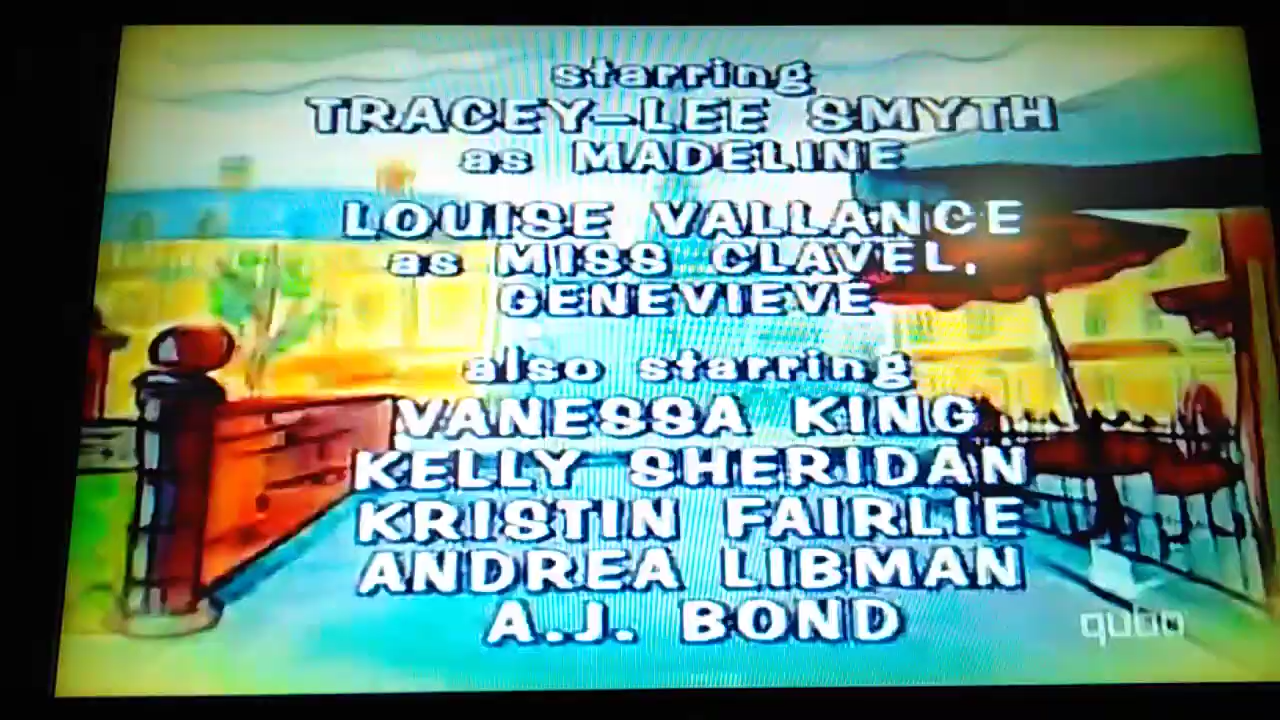 starring
TRACEY-LEE SMYTH
as MADELINE
LOUISE VALLANCE
as MISS CLAVEL,
GENEVIEVE
also starring
VANESSA KING
KELLY SHERIDAN
KRISTIN FAIRLIE
ANDREA LIBMAN
A.J. BOND
qubo